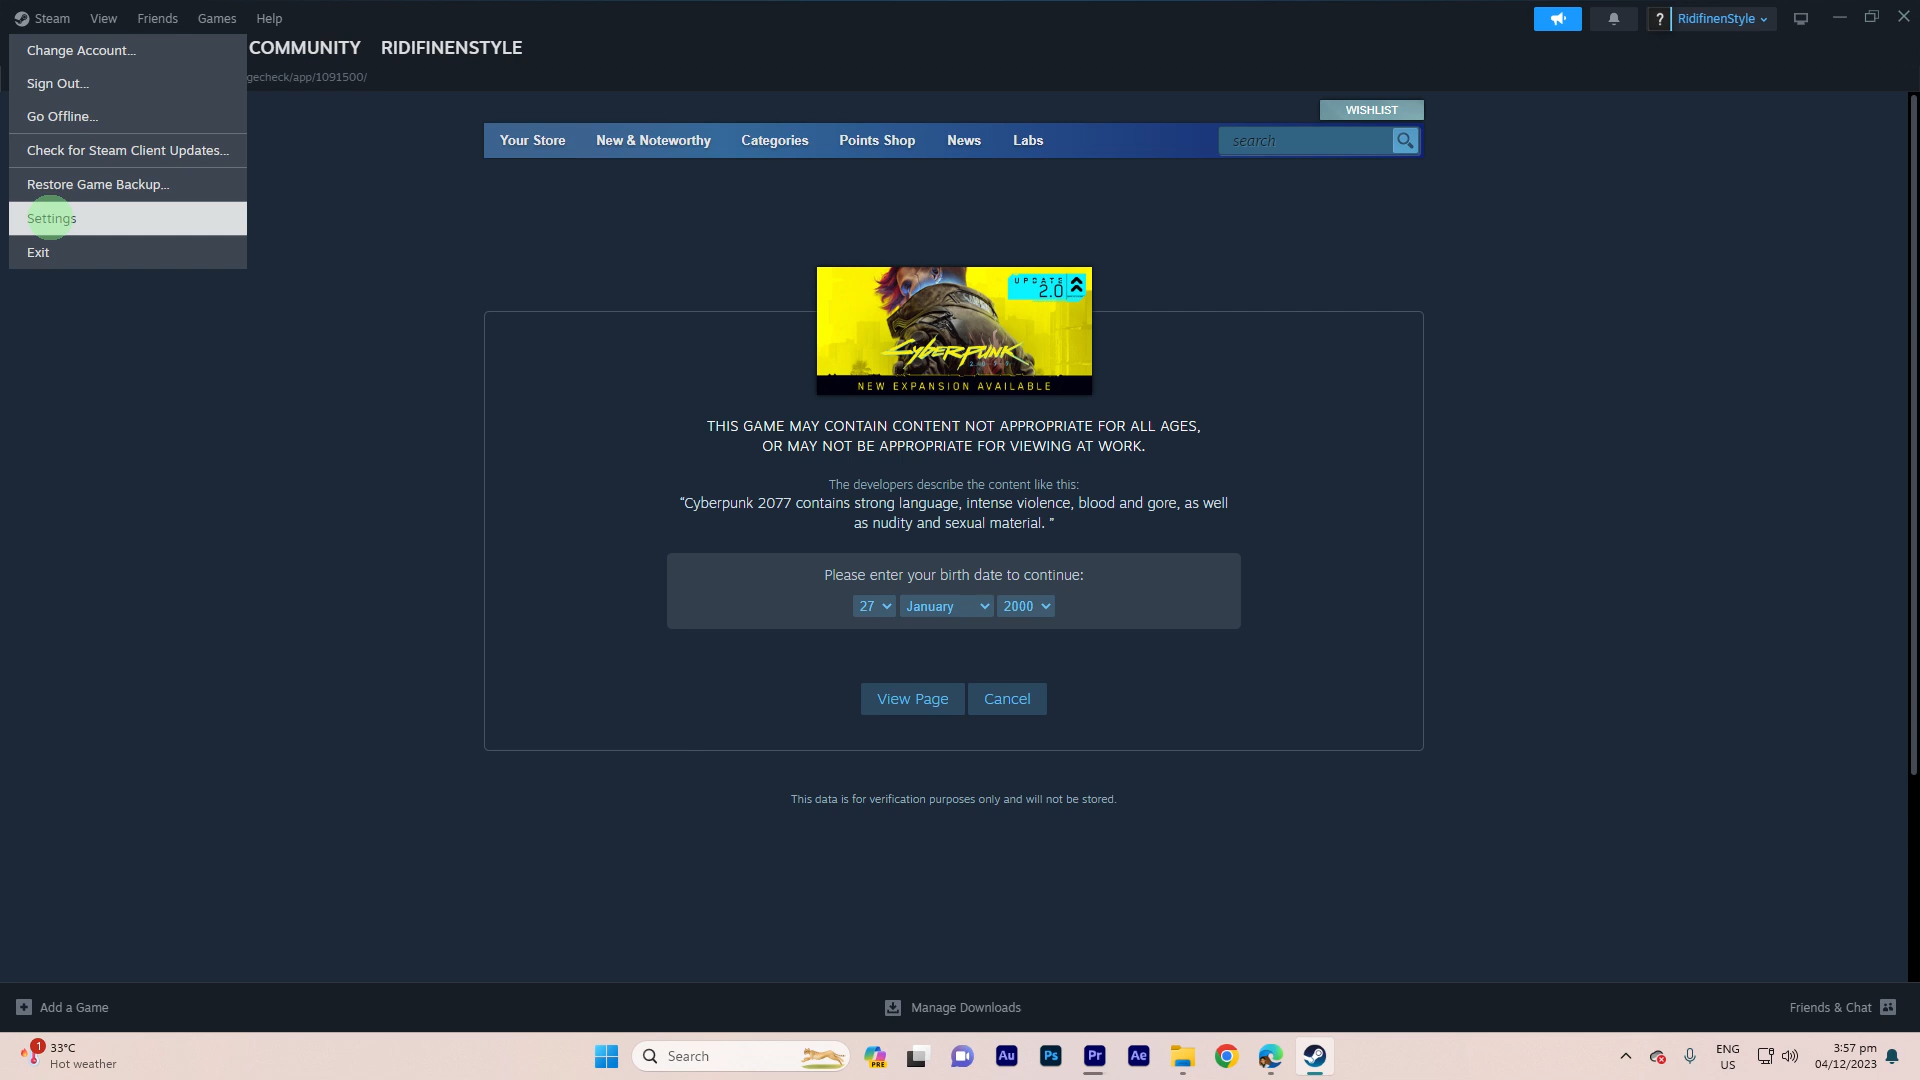 Steam View Friends Games Help
? RidifinenStyle
Change Account...
COMMUNITY RIDIFINENSTYLE
gecheck/app/1091500/
Sign Out...
Go Offline...
Check for Steam Client Updates...
Restore Game Backup...
Settings
Exit
WISHLIST
Your Store New & Noteworthy Categories Points Shop News Labs search
UPDATE
2.0
Cyberpunk
NEW EXPANSION AVAILABLE
THIS GAME MAY CONTAIN CONTENT NOT APPROPRIATE FOR ALL AGES,
OR MAY NOT BE APPROPRIATE FOR VIEWING AT WORK.
The developers describe the content like this:
“Cyberpunk 2077 contains strong language, intense violence, blood and gore, as well
as nudity and sexual material. ”
Please enter your birth date to continue:
27 January 2000
View Page Cancel
This data is for verification purposes only and will not be stored.
Add a Game Manage Downloads Friends & Chat
1
33°C
Hot weather
Search
PRE
Au Ps Pr Ae
ENG
US
3:57 pm
04/12/2023